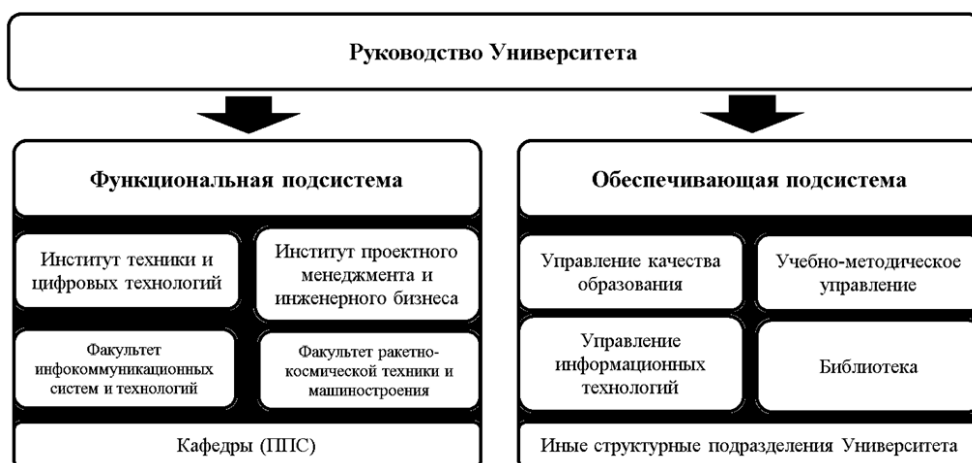 Руководство Университета
Функциональная подсистема
Институт техники и
цифровых технологий
Институт проектного
менеджмента и
инженерного бизнеса
Факультет
инфокоммуникационных
систем и технологий
Факультет ракетно-
космической техники и
машиностроения
Кафедры (ППС)
Обеспечивающая подсистема
Управление качества
образования
Учебно-методическое
управление
Управление
информационных
технологий
Библиотека
Иные структурные подразделения Университета